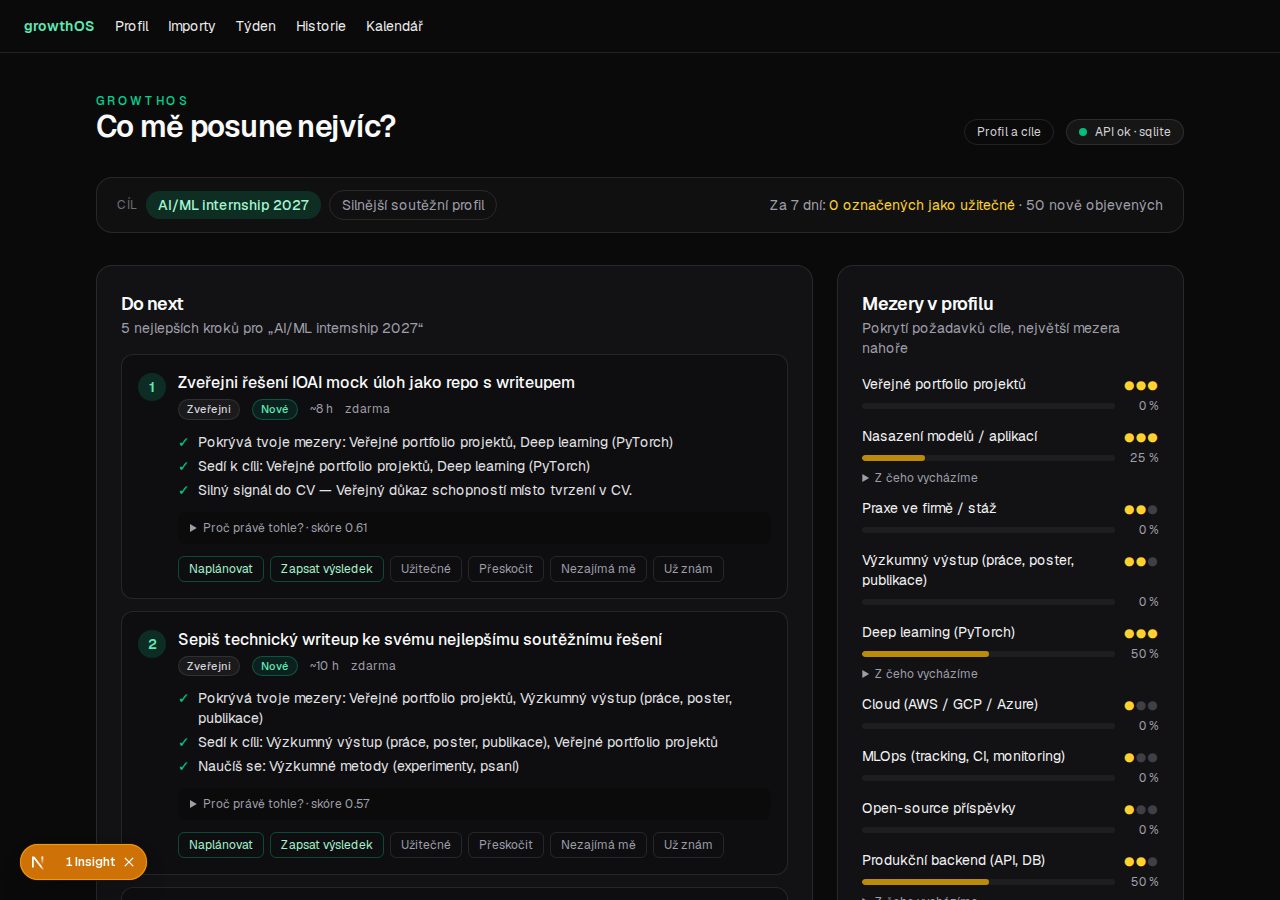 growthOS Profil Importy Týden Historie Kalendář
GROWTHOS
Co mě posune nejvíc?
Profil a cíle
API ok · sqlite
CÍL AI/ML internship 2027 Silnější soutěžní profil
Za 7 dní: 0 označených jako užitečné · 50 nově objevených
Do next
5 nejlepších kroků pro „AI/ML internship 2027“
1 Zveřejni řešení IOAI mock úloh jako repo s writeupem
Zveřejni Nové ~8 h zdarma
✓ Pokrývá tvoje mezery: Veřejné portfolio projektů, Deep learning (PyTorch)
✓ Sedí k cíli: Veřejné portfolio projektů, Deep learning (PyTorch)
✓ Silný signál do CV — Veřejný důkaz schopností místo tvrzení v CV.
▶ Proč právě tohle? · skóre 0.61
Naplánovat Zapsat výsledek Užitečné Přeskočit Nezajímá mě Už znám
2 Sepiš technický writeup ke svému nejlepšímu soutěžnímu řešení
Zveřejni Nové ~10 h zdarma
✓ Pokrývá tvoje mezery: Veřejné portfolio projektů, Výzkumný výstup (práce, poster,
publikace)
✓ Sedí k cíli: Výzkumný výstup (práce, poster, publikace), Veřejné portfolio projektů
✓ Naučíš se: Výzkumné metody (experimenty, psaní)
▶ Proč právě tohle? · skóre 0.57
Naplánovat Zapsat výsledek Užitečné Přeskočit Nezajímá mě Už znám
Mezery v profilu
Pokrytí požadavků cíle, největší mezera
nahoře
Veřejné portfolio projektů ●●●
0 %
Nasazení modelů / aplikací ●●●
25 %
▶ Z čeho vycházíme
Praxe ve firmě / stáž ●●●
0 %
Výzkumný výstup (práce, poster, ●●●
publikace)
0 %
Deep learning (PyTorch) ●●●
50 %
▶ Z čeho vycházíme
Cloud (AWS / GCP / Azure) ●●●
0 %
MLOps (tracking, CI, monitoring) ●●●
0 %
Open-source příspěvky ●●●
0 %
Produkční backend (API, DB) ●●●
50 %
▶ Z čeho vycházíme
N 1 Insight ×